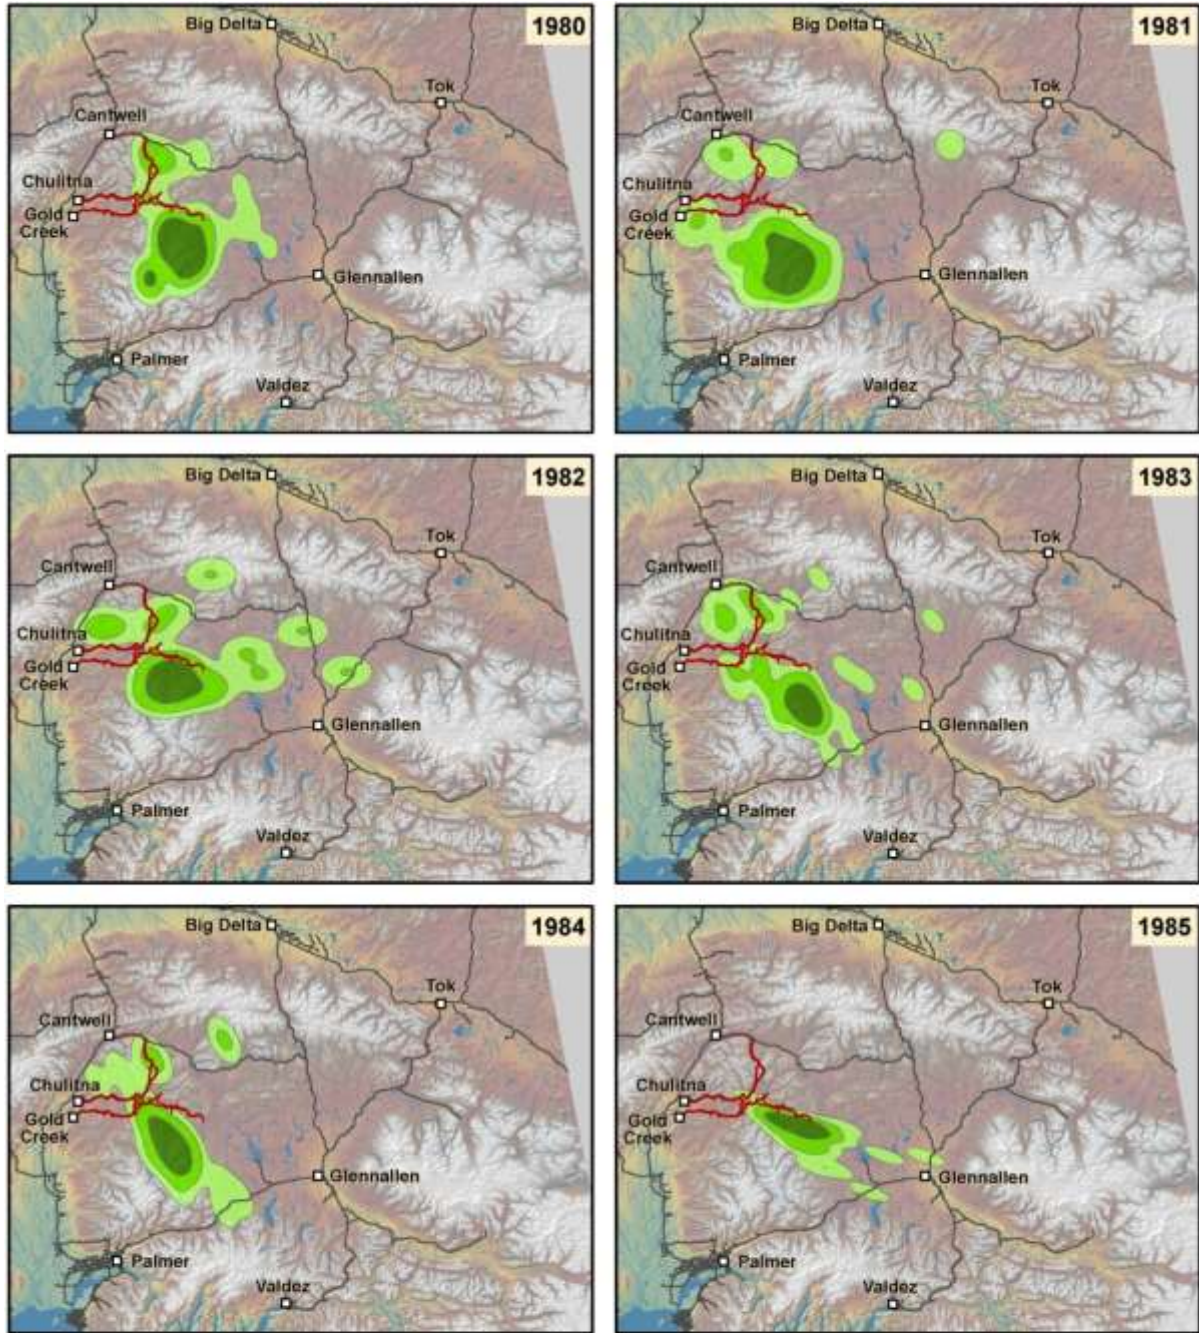 Big Delta
1980
Tok
Cantwell
Chulitna
Gold
Creek
Glennallen
Palmer
Valdez
Big Delta
1981
Tok
Cantwell
Chulitna
Gold
Creek
Glennallen
Palmer
Valdez
Big Delta
1982
Tok
Cantwell
Chulitna
Gold
Creek
Glennallen
Palmer
Valdez
Big Delta
1983
Tok
Cantwell
Chulitna
Gold
Creek
Glennallen
Palmer
Valdez
Big Delta
1984
Tok
Cantwell
Chulitna
Gold
Creek
Glennallen
Palmer
Valdez
Big Delta
1985
Tok
Cantwell
Chulitna
Gold
Creek
Glennallen
Palmer
Valdez